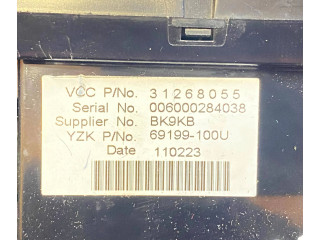 VCC P/No. 31268055
Serial No. 006000284038
Supplier No. BK9KB
YZK P/No. 69199-100U
Date 110223